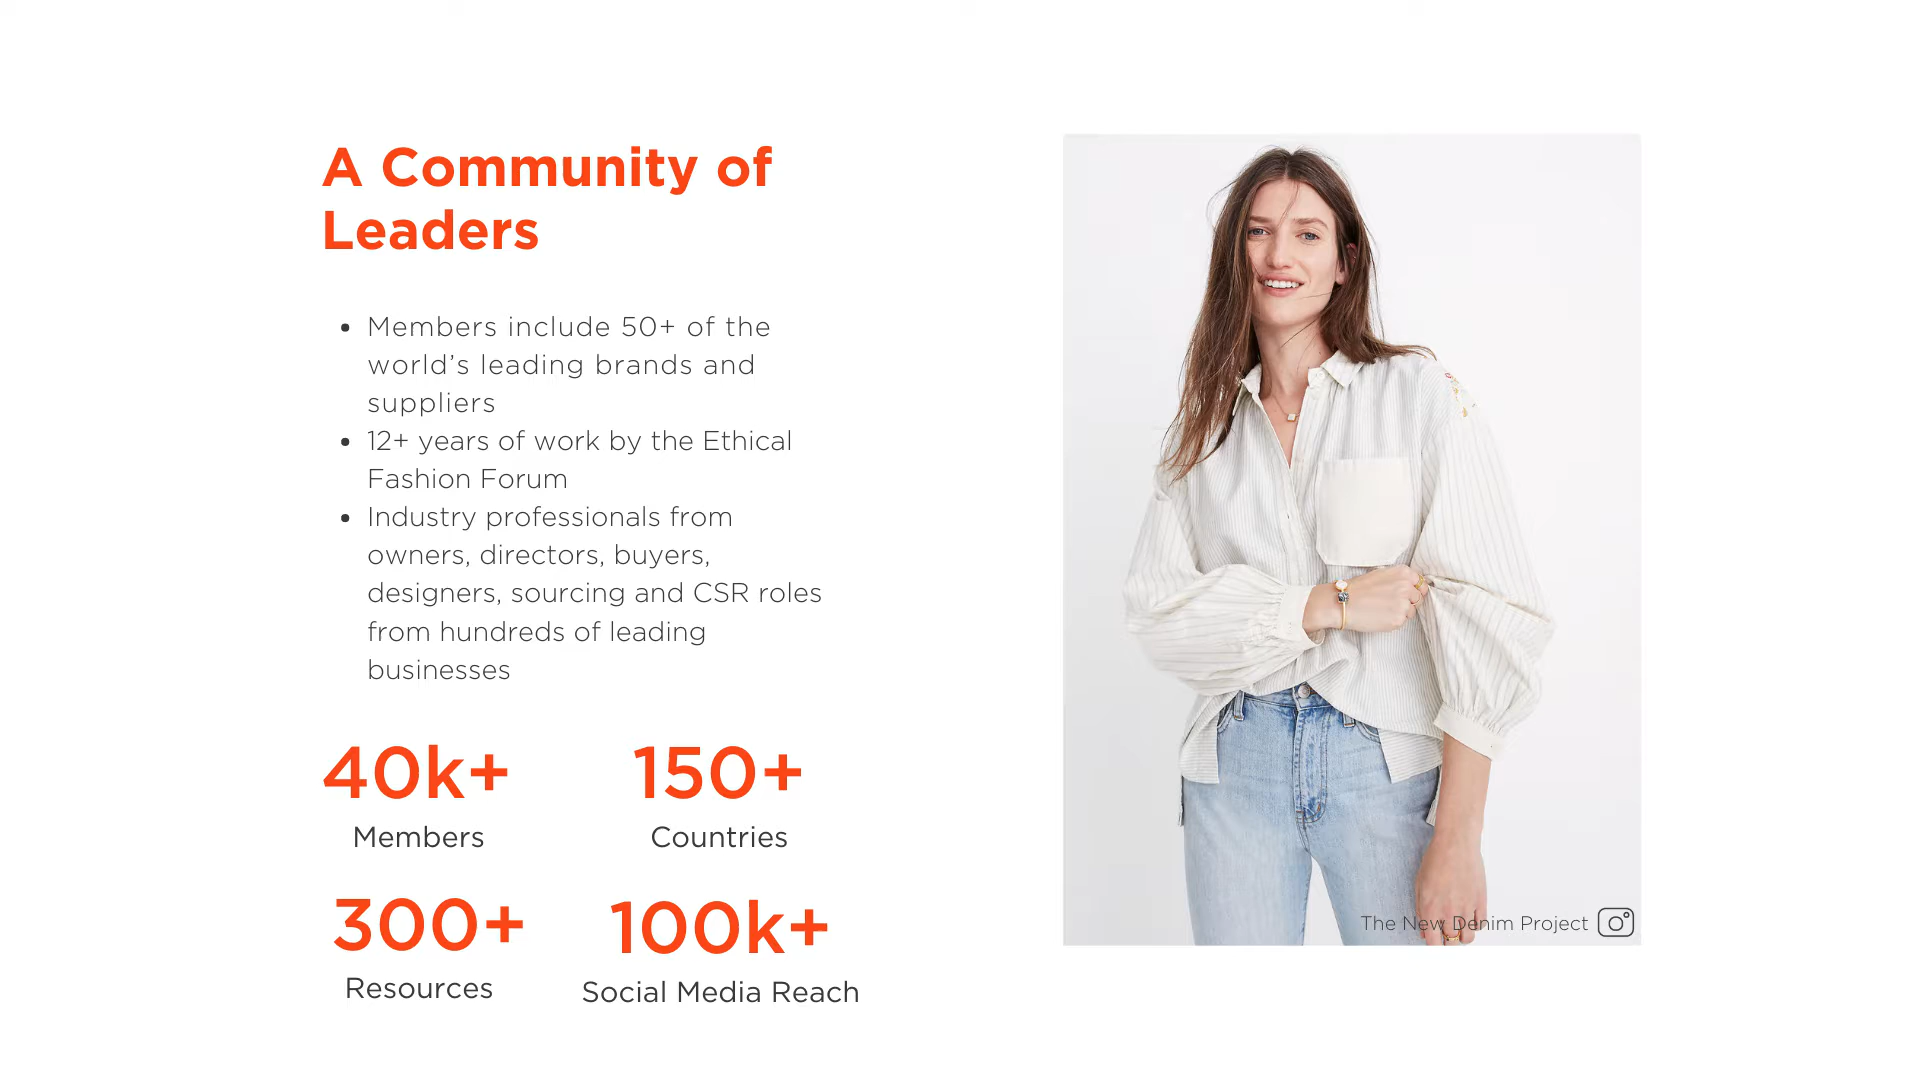 A Community of
Leaders
• Members include 50+ of the
world’s leading brands and
suppliers
• 12+ years of work by the Ethical
Fashion Forum
• Industry professionals from
owners, directors, buyers,
designers, sourcing and CSR roles
from hundreds of leading
businesses
40k+
Members
150+
Countries
300+
Resources
100k+
Social Media Reach
The New Denim Project